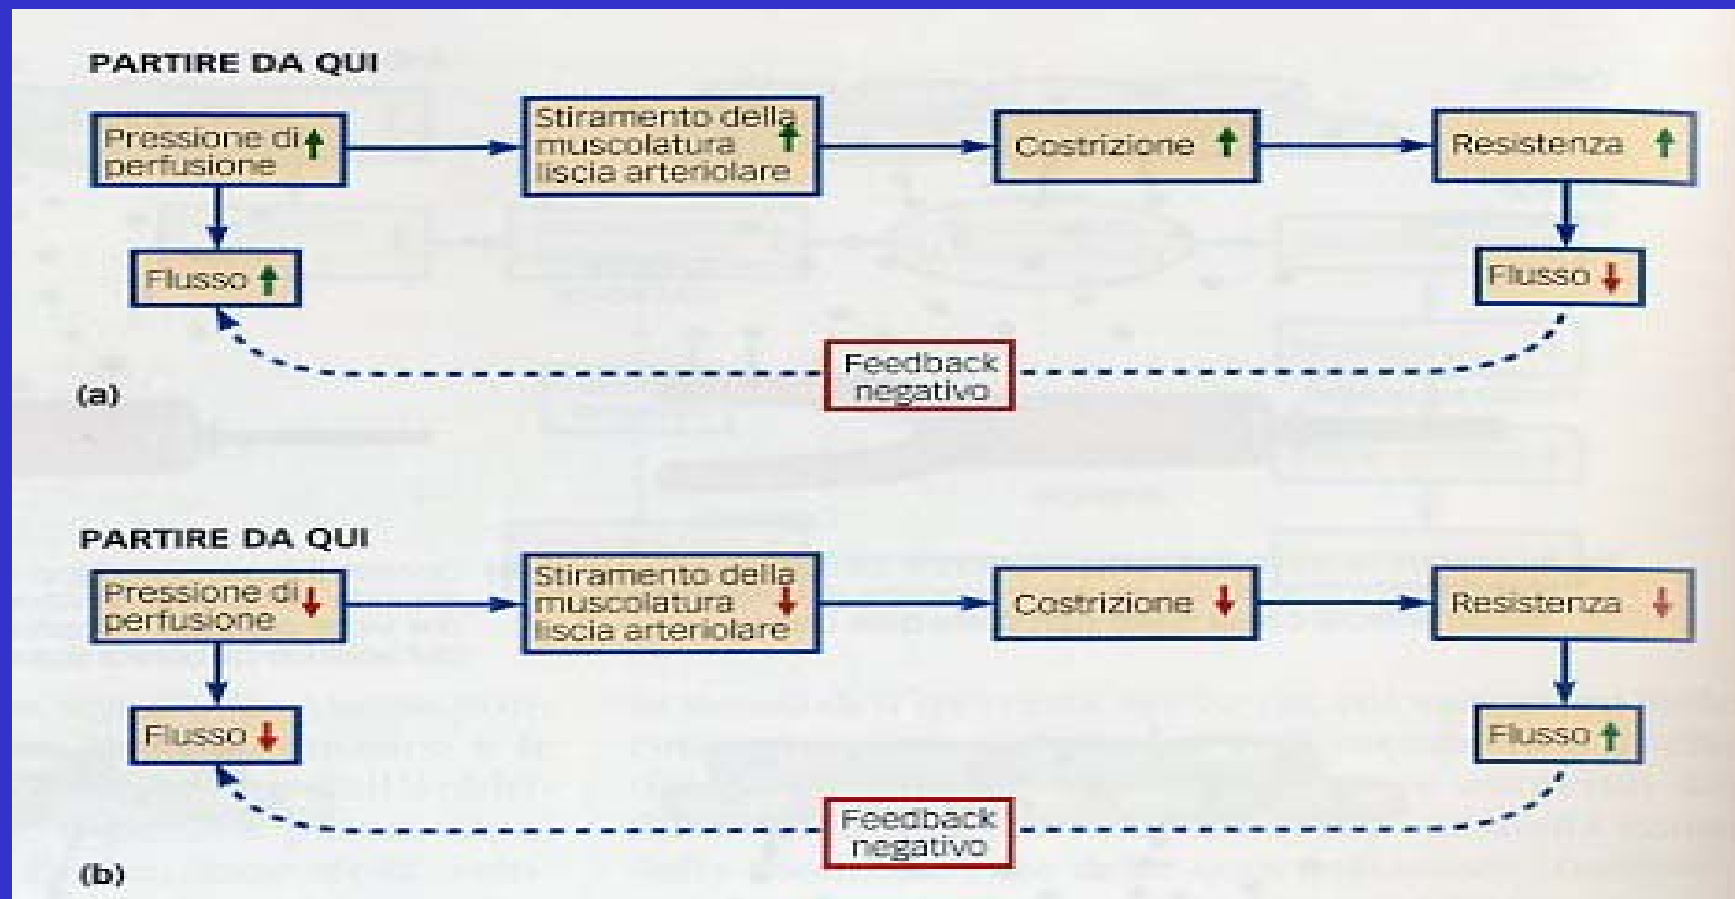 PARTIRE DA QUI
Pressione di
perfusione
Stiramento della
muscolatura
liscia arteriolare
Costrizione
Resistenza
Flusso
Flusso
Feedback
negativo
(a)
PARTIRE DA QUI
Pressione di
perfusione
Stiramento della
muscolatura
liscia arteriolare
Costrizione
Resistenza
Flusso
Flusso
Feedback
negativo
(b)